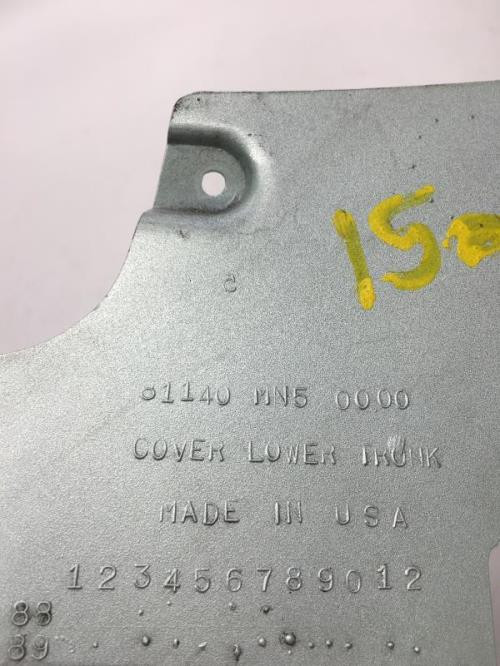 C
15
81140 MN5 0000
COVER LOWER TRUNK
MADE IN USA
123456789012
88
89